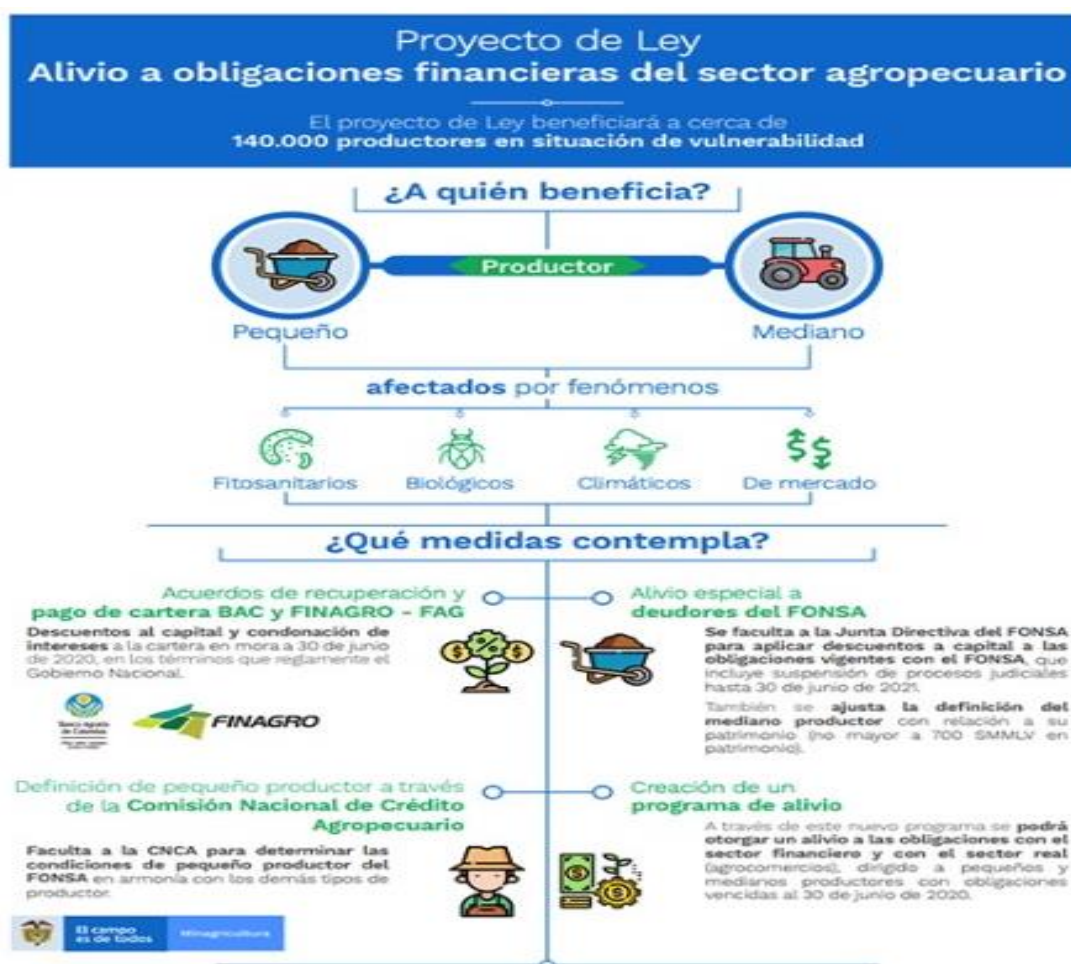 Proyecto de Ley
Alivio a obligaciones financieras del sector agropecuario
El proyecto de Ley beneficiará a cerca de
140.000 productores en situación de vulnerabilidad
¿A quién beneficia?
Productor
Pequeño
Mediano
afectados por fenómenos
Fitosanitarios
Biológicos
Climáticos
De mercado
¿Qué medidas contempla?
Acuerdos de recuperación y
pago de cartera BAC y FINAGRO - FAG
Descuentos al capital y condonación de
intereses a la cartera en mora a 30 de junio
de 2020, en los términos que reglamente el
Gobierno Nacional.
Banco Agrario
de Colombia
FINAGRO
Alivio especial a
deudores del FONSA
Se faculta a la Junta Directiva del FONSA
para aplicar descuentos a capital a las
obligaciones vigentes con el FONSA, que
incluye suspensión de procesos judiciales
hasta 30 de junio de 2021.
También se ajusta la definición del
mediano productor con relación a su
patrimonio (no mayor a 700 SMMLV en
patrimonio).
Definición de pequeño productor a través
de la Comisión Nacional de Crédito
Agropecuario
Faculta a la CNCA para determinar las
condiciones de pequeño productor del
FONSA en armonía con los demás tipos de
productor.
Creación de un
programa de alivio
A través de este nuevo programa se podrá
otorgar un alivio a las obligaciones con el
sector financiero y con el sector real
(agrocomercios), dirigido a pequeños y
medianos productores con obligaciones
vencidas al 30 de junio de 2020.
El campo
es de todos
Minagricultura